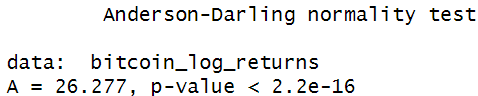 Anderson-Darling normality test
data:  bitcoin_log_returns
A = 26.277, p-value < 2.2e-16